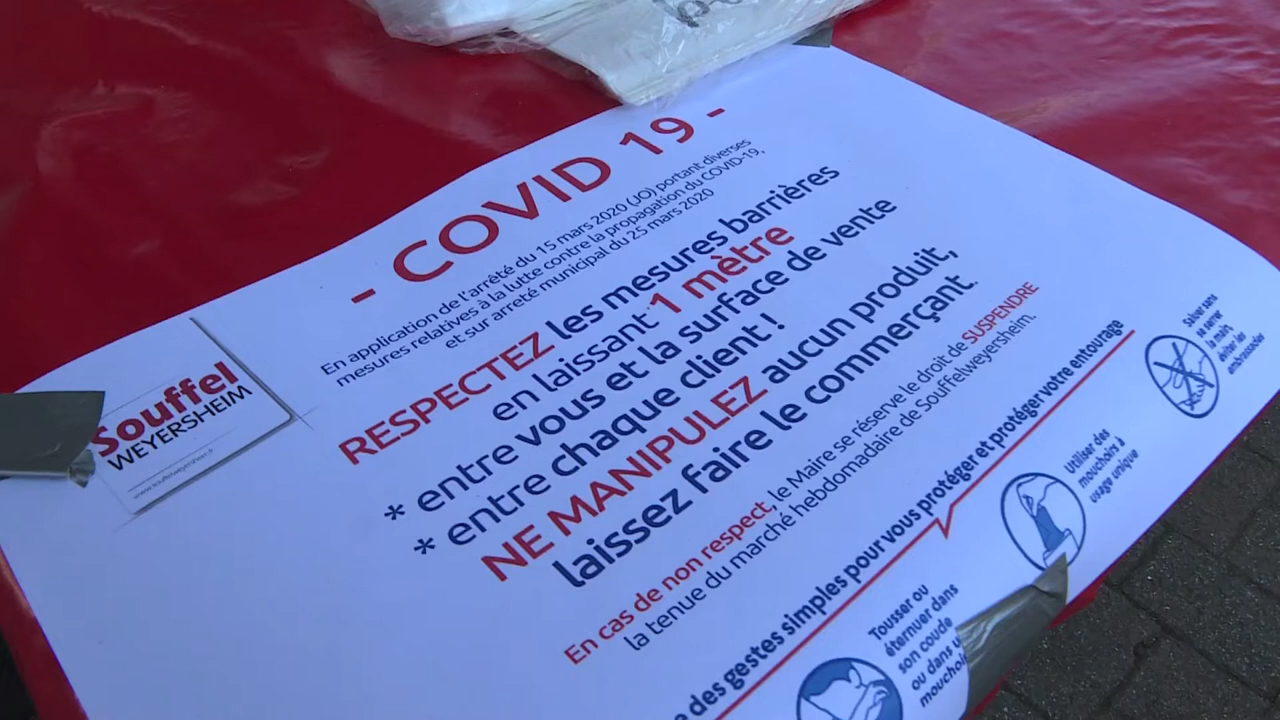 - COVID 19 -
En application de l'arrêté du 15 mars 2020 (JO) portant diverses
mesures relatives à la lutte contre la propagation du COVID-19,
et sur arreté municipal du 25 mars 2020
RESPECTEZ les mesures barrières
en laissant 1 mètre
* entre vous et la surface de vente
* entre chaque client !
NE MANIPULEZ aucun produit,
laissez faire le commerçant.
En cas de non respect, le Maire se réserve le droit de SUSPENDRE
la tenue du marché hebdomadaire de Souffelweyersheim.
Souffel
WEYERSHEIM
www.souffelweyersheim.fr
des gestes simples pour vous protéger et protéger votre entourage
Tousser ou
éternuer dans
son coude
ou dans u
mouchoi
Utiliser des
mouchoirs à
usage unique
Saluer sans
se serrer
la main,
éviter les
embrassades